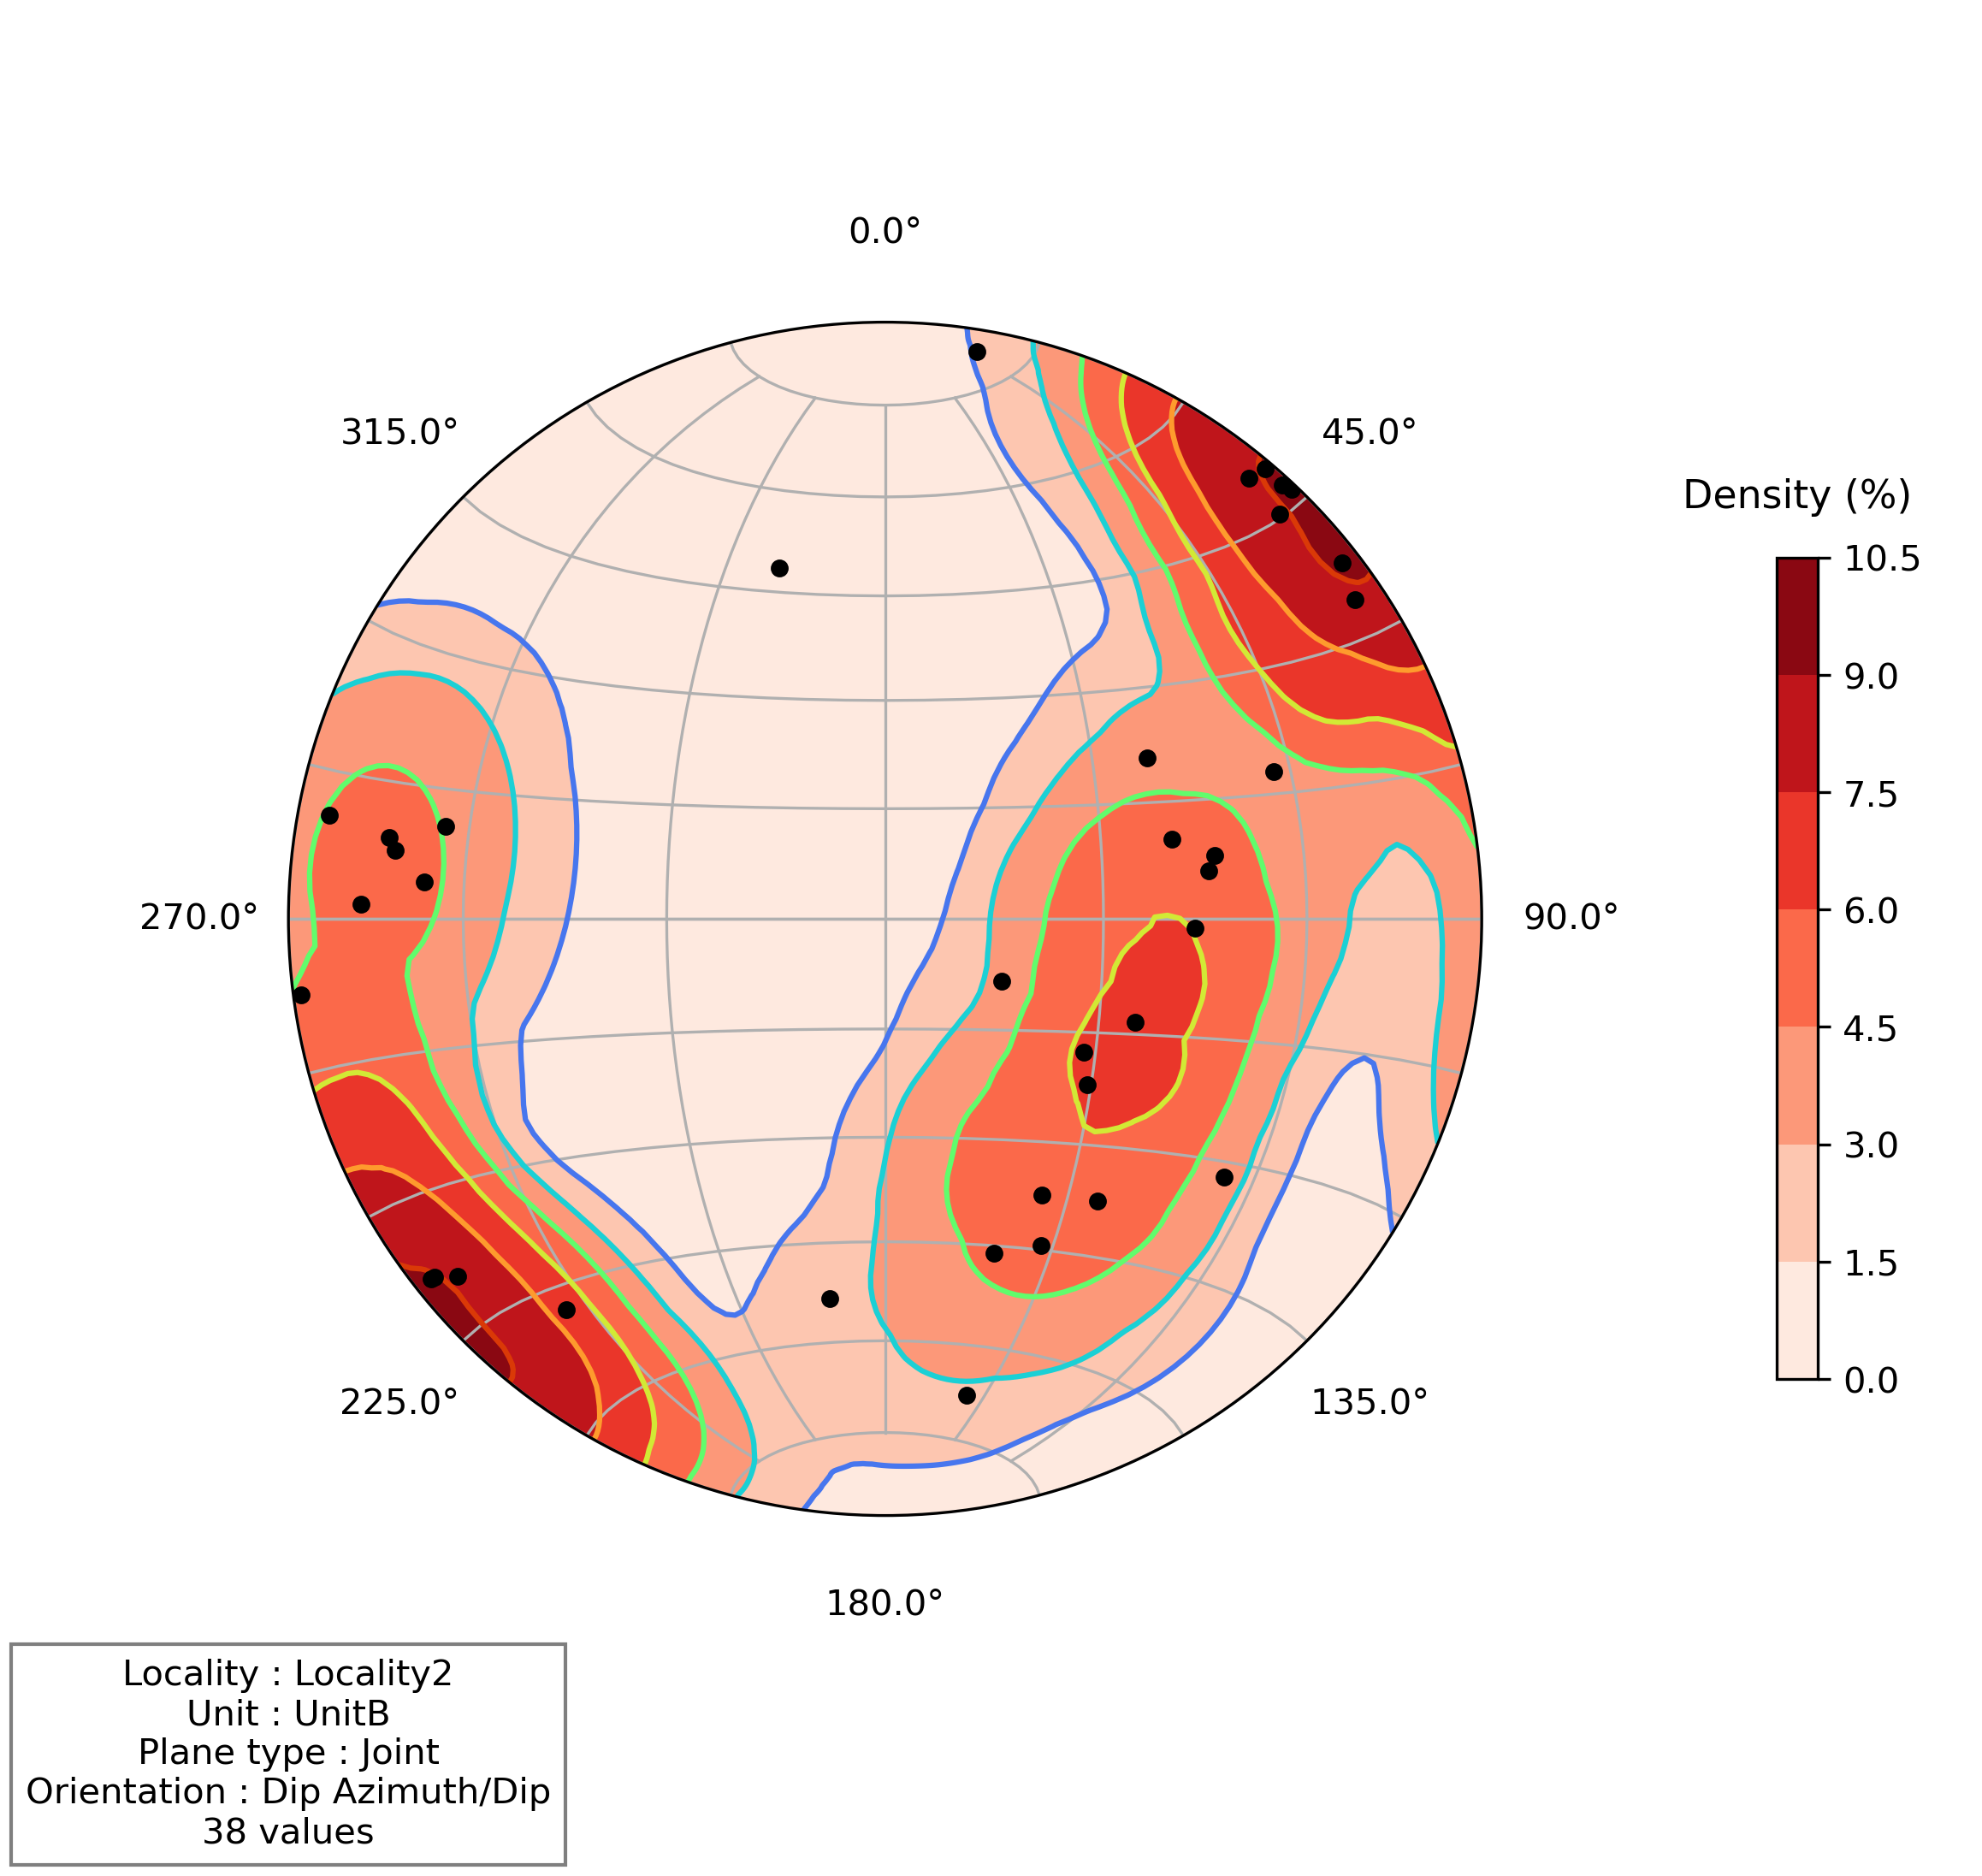 0.0°
315.0°
45.0°
Density (%)
10.5
9.0
7.5
270.0°
90.0°
6.0
4.5
3.0
1.5
0.0
225.0°
135.0°
180.0°
Locality : Locality2
Unit : UnitB
Plane type : Joint
Orientation : Dip Azimuth/Dip
38 values